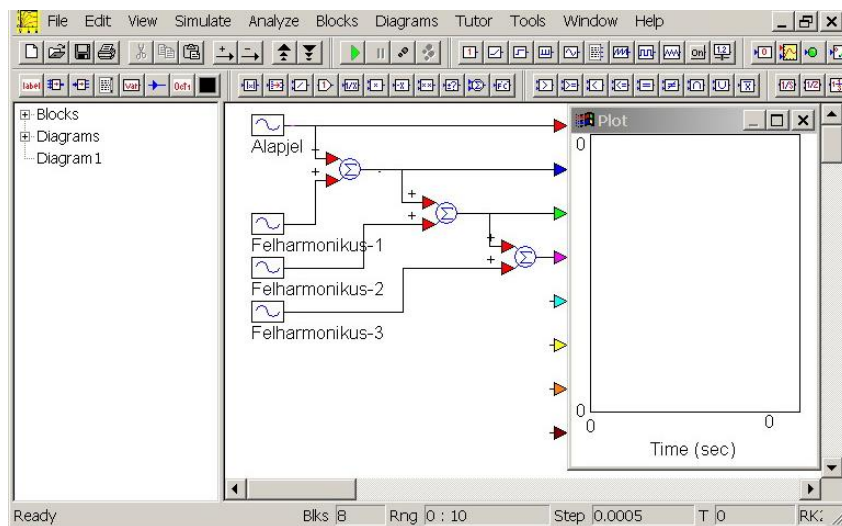 File Edit View Simulate Analyze Blocks Diagrams Tutor Tools Window Help
label
var
Blocks
Diagrams
Diagram1
Alapjel
Felharmonikus-1
Felharmonikus-2
Felharmonikus-3
Plot
0
0
0 0
Time (sec)
Ready Blks 8 Rng 0 : 10 Step 0.0005 T 0